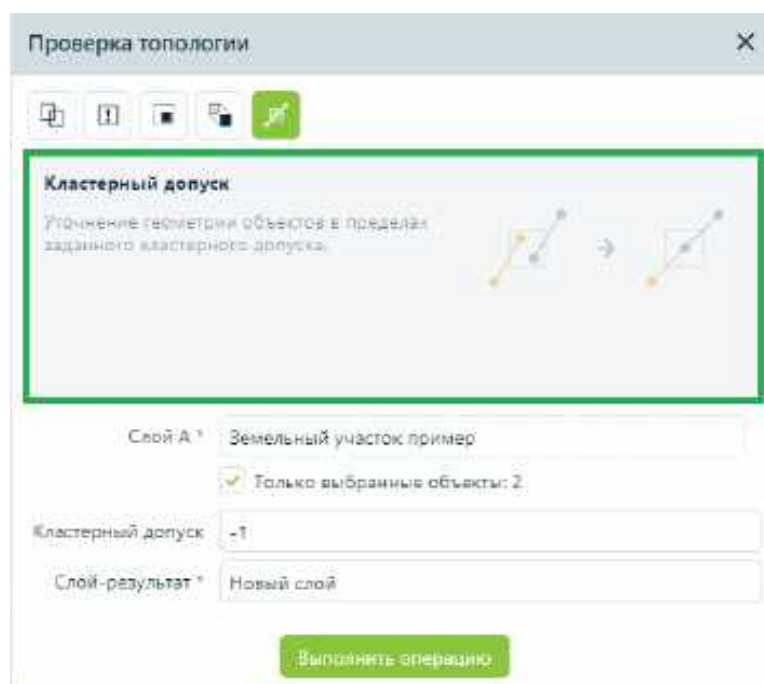 Проверка топологии
Кластерный допуск
Уточнение геометрии объектов в пределах
заданного кластерного допуска.
Слой А *
Земельный участок пример
Только выбранные объекты: 2
Кластерный допуск
-1
Слой-результат *
Новый слой
Выполнить операцию